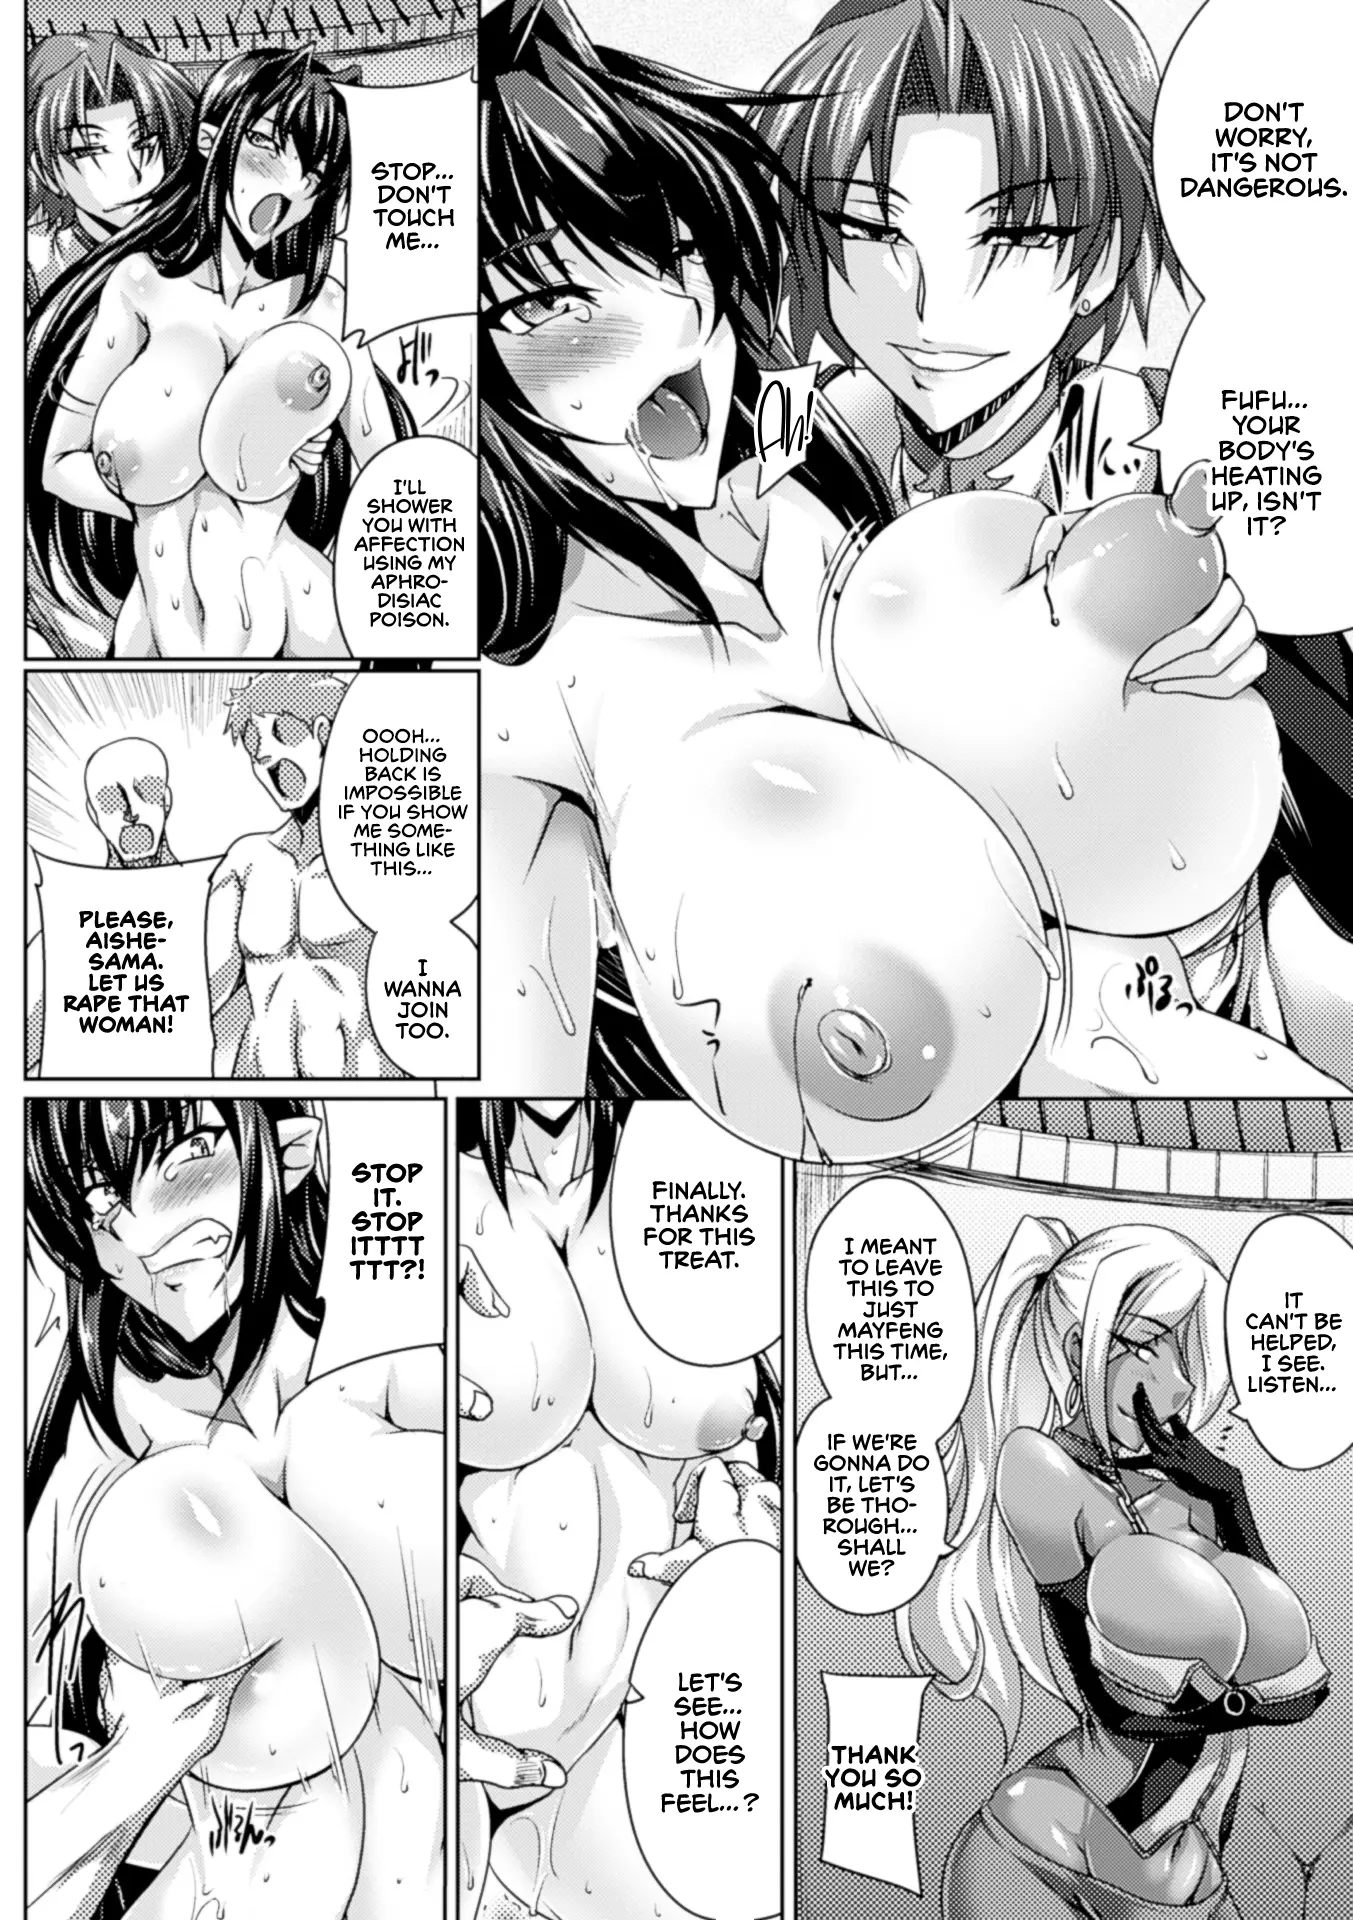 DON'T
WORRY,
IT'S NOT
DANGEROUS.
FUFU...
YOUR
BODY'S
HEATING
UP, ISN'T
IT?
Ah!
STOP...
DON'T
TOUCH
ME...
I'LL
SHOWER
YOU WITH
AFFECTION
USING MY
APHRO-
DISIAC
POISON.
OOOH...
HOLDING
BACK IS
IMPOSSIBLE
IF YOU SHOW
ME SOME-
THING LIKE
THIS...
I
WANNA
JOIN
TOO.
PLEASE,
AISHE-
SAMA.
LET US
RAPE THAT
WOMAN!
IT
CAN'T BE
HELPED,
I SEE.
LISTEN...
I MEANT
TO LEAVE
THIS TO
JUST
MAYFENG
THIS TIME,
BUT...
IF WE'RE
GONNA DO
IT, LET'S
BE THO-
ROUGH...
SHALL
WE?
THANK
YOU SO
MUCH!
FINALLY.
THANKS
FOR THIS
TREAT.
LET'S
SEE...
HOW
DOES
THIS
FEEL...?
STOP
IT.
STOP
ITTTT
TTT?!